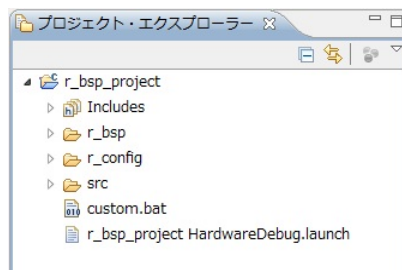 プロジェクト・エクスプローラー
r_bsp_project
Includes
r_bsp
r_config
src
custom.bat
r_bsp_project HardwareDebug.launch